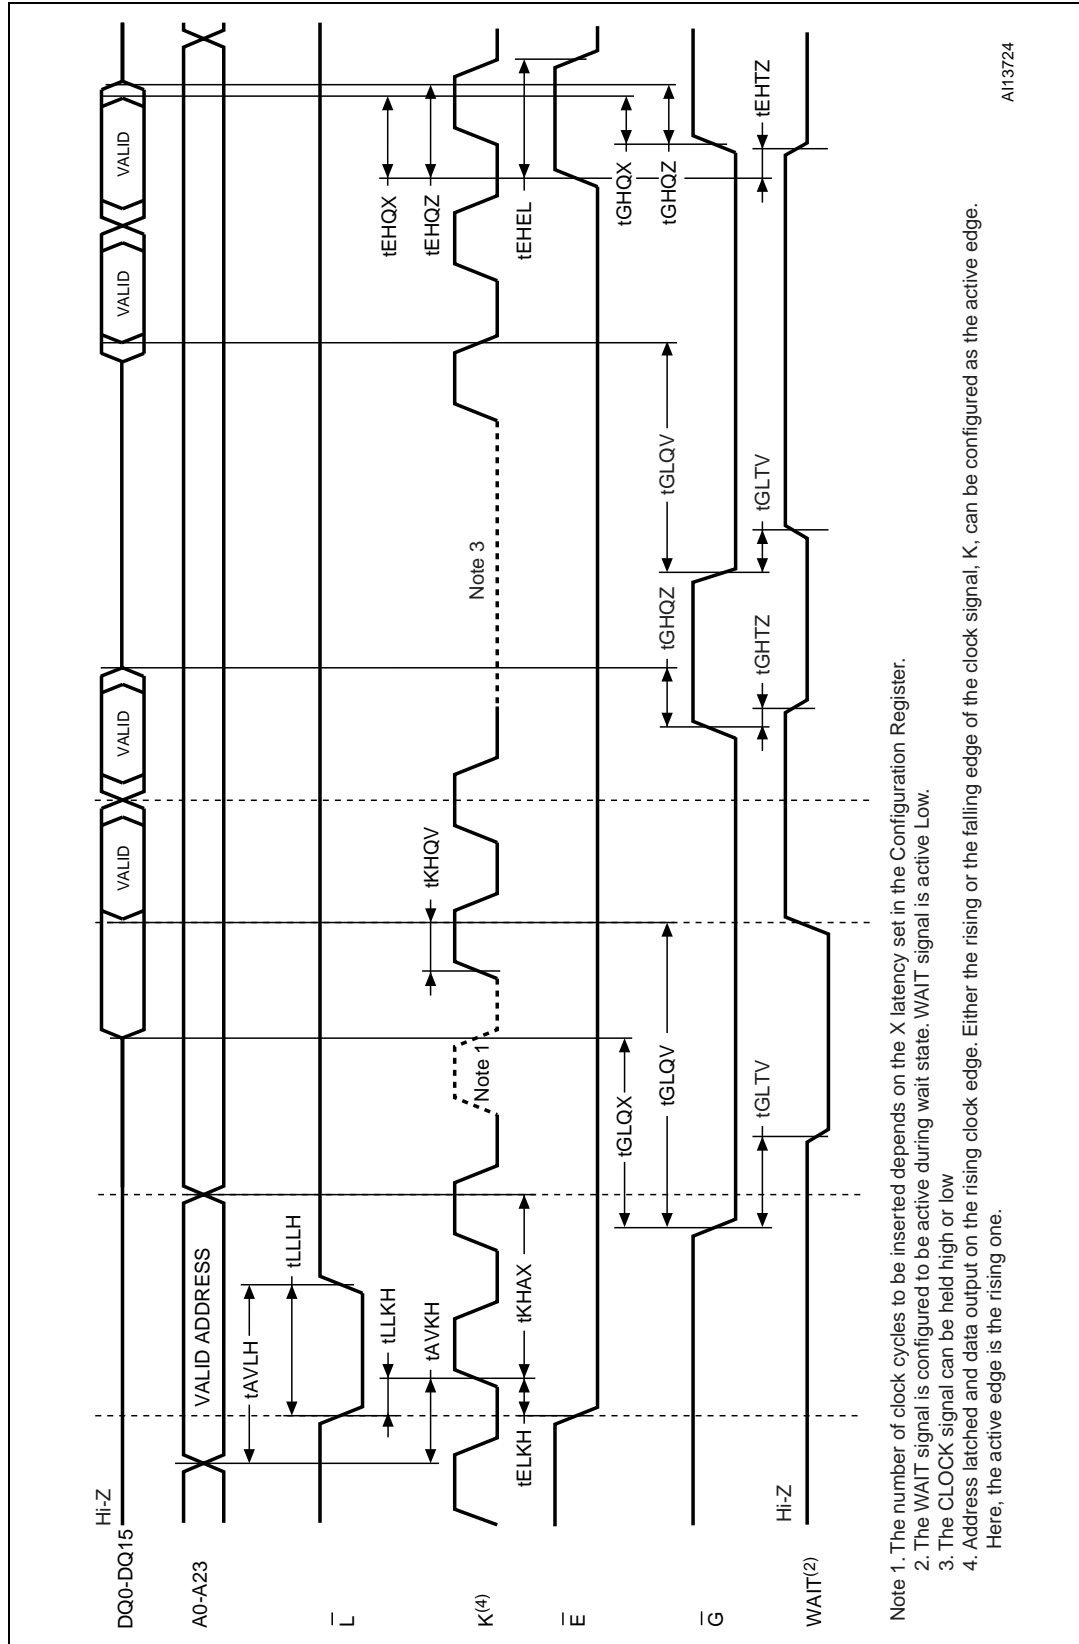 Hi-Z
DQ0-DQ15
VALID
VALID
VALID
VALID
A0-A23
VALID ADDRESS
tAVLH
tLLLH
L
tLLKH
tEHQX
tAVKH
tKHQV
tEHQZ
K(4)
Note 1
Note 3
tELKH
tKHAX
tEHEL
E
tGLQX
tGHQX
tGLQV
tGHQZ
tGLQV
tGHQZ
G
tGLTV
tGHTZ
tGLTV
tEHTZ
Hi-Z
WAIT(2)
Note 1. The number of clock cycles to be inserted depends on the X latency set in the Configuration Register.
2. The WAIT signal is configured to be active during wait state. WAIT signal is active Low.
3. The CLOCK signal can be held high or low
4. Address latched and data output on the rising clock edge. Either the rising or the falling edge of the clock signal, K, can be configured as the active edge.
Here, the active edge is the rising one.
AI13724